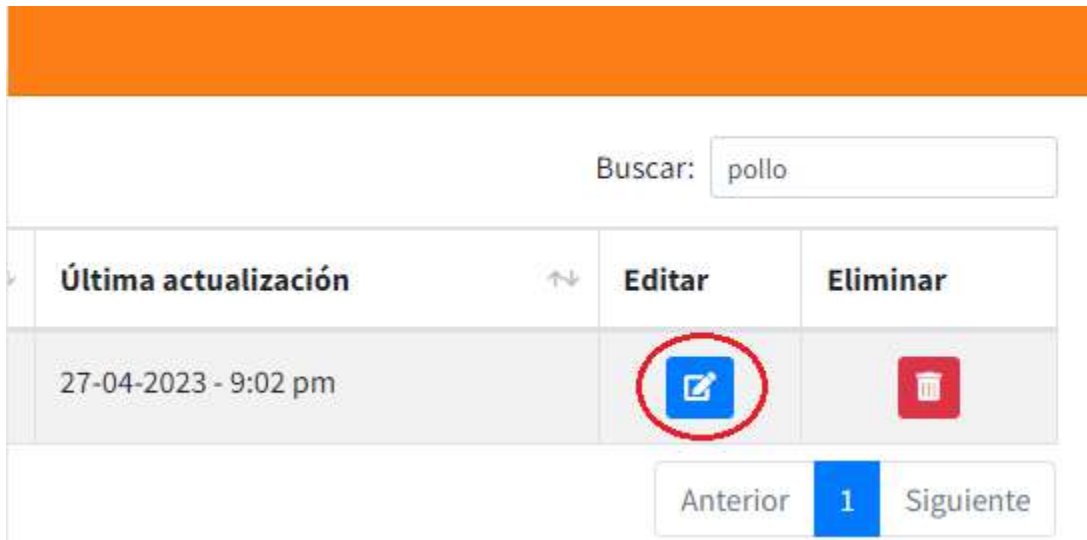 Buscar: pollo
Última actualización Editar Eliminar
27-04-2023 - 9:02 pm
Anterior 1 Siguiente